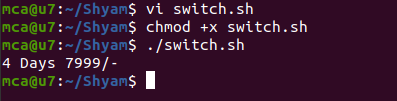 mca@u7:~/Shyam$ vi switch.sh
mca@u7:~/Shyam$ chmod +x switch.sh
mca@u7:~/Shyam$ ./switch.sh
4 Days 7999/-
mca@u7:~/Shyam$